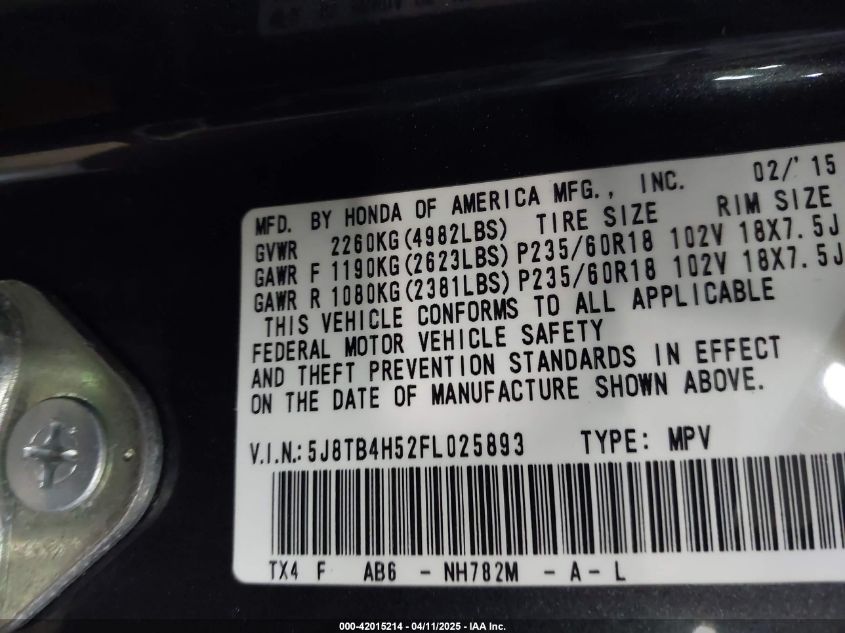 MFD. BY HONDA OF AMERICA MFG., INC. 02/'15
GVWR 2260KG(4982LBS) TIRE SIZE RIM SIZE
GAWR F 1190KG(2623LBS) P235/60R18 102V 18X7.5J
GAWR R 1080KG(2381LBS) P235/60R18 102V 18X7.5J
THIS VEHICLE CONFORMS TO ALL APPLICABLE
FEDERAL MOTOR VEHICLE SAFETY
AND THEFT PREVENTION STANDARDS IN EFFECT
ON THE DATE OF MANUFACTURE SHOWN ABOVE.
V.I.N.: 5J8TB4H52FL025893 TYPE: MPV
TX4 F AB6 - NH782M - A - L
000-42015214 - 04/11/2025 - IAA Inc.